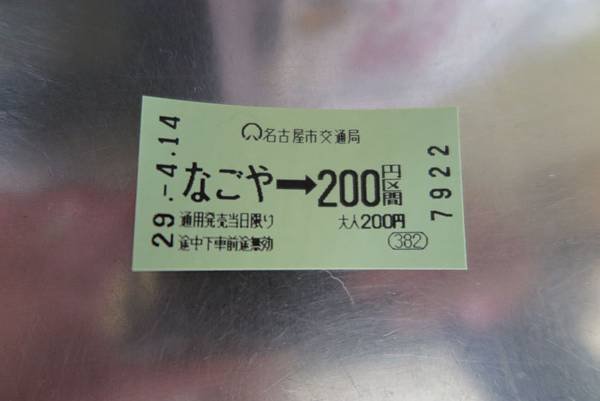 名古屋市交通局
29.-4.14
なごや→200円区間
7922
通用発売当日限り
大人200円
途中下車前途無効
382